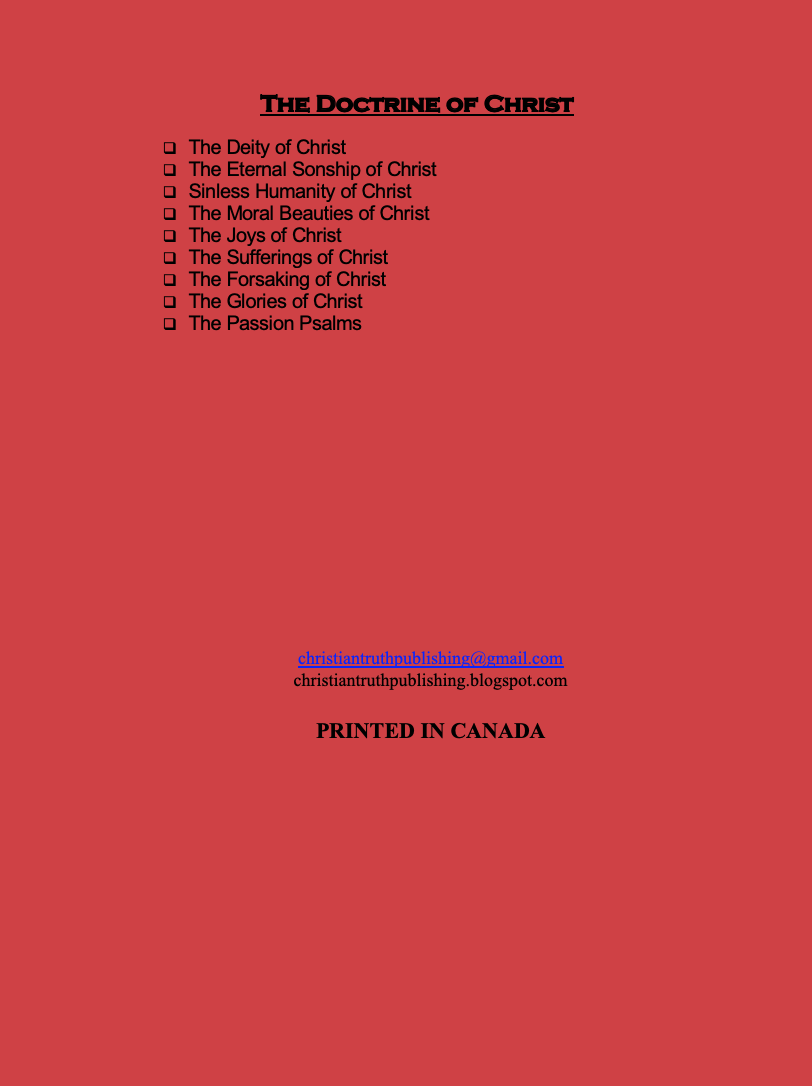 The Doctrine of Christ
❑ The Deity of Christ
❑ The Eternal Sonship of Christ
❑ Sinless Humanity of Christ
❑ The Moral Beauties of Christ
❑ The Joys of Christ
❑ The Sufferings of Christ
❑ The Forsaking of Christ
❑ The Glories of Christ
❑ The Passion Psalms
christiantruthpublishing@gmail.com
christiantruthpublishing.blogspot.com
PRINTED IN CANADA